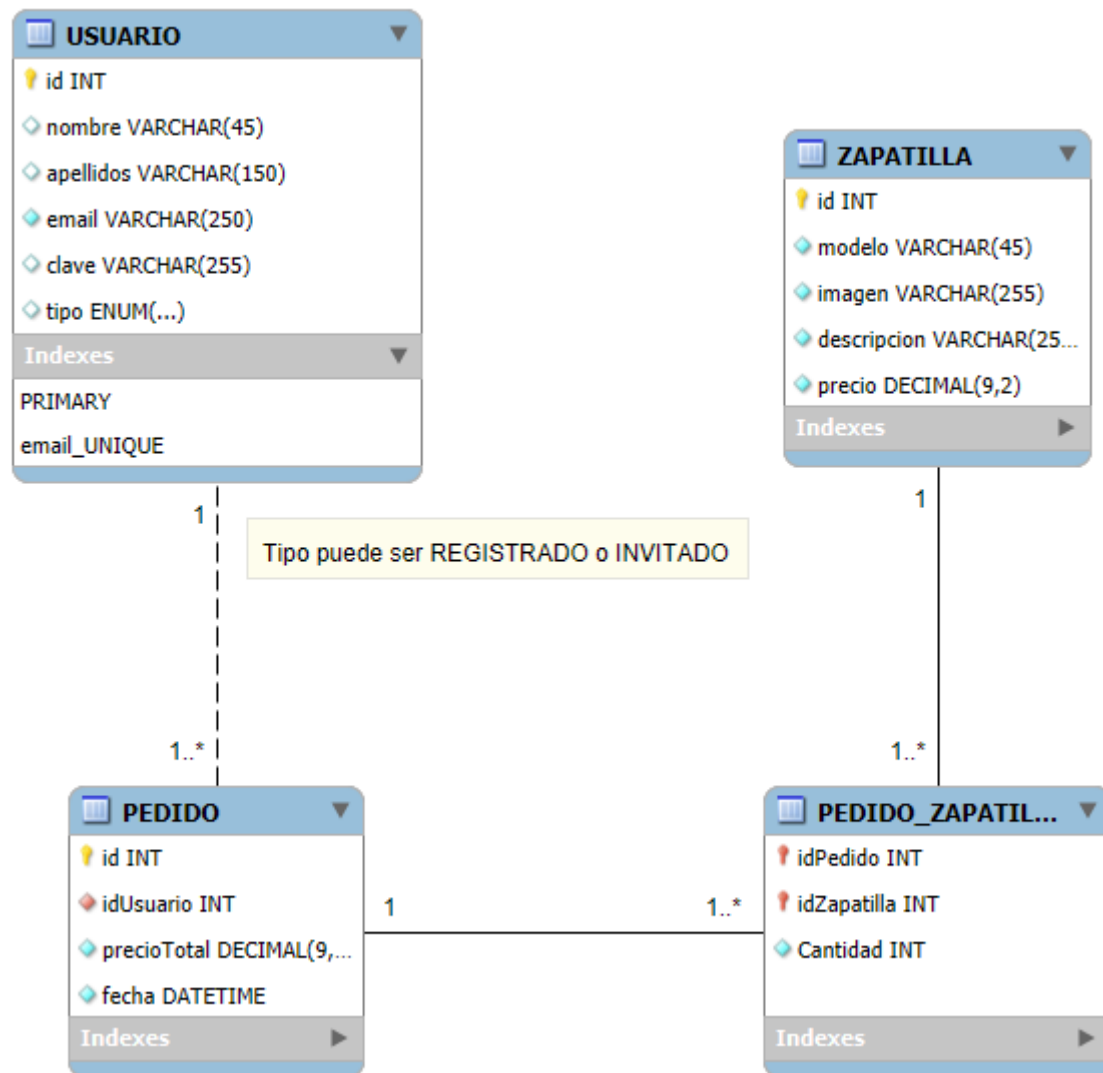 USUARIO
id INT
nombre VARCHAR(45)
apellidos VARCHAR(150)
email VARCHAR(250)
clave VARCHAR(255)
tipo ENUM(...)
Indexes
PRIMARY
email_UNIQUE
ZAPATILLA
id INT
modelo VARCHAR(45)
imagen VARCHAR(255)
descripcion VARCHAR(25...
precio DECIMAL(9,2)
Indexes
1
1
Tipo puede ser REGISTRADO o INVITADO
1..*
1..*
PEDIDO
id INT
idUsuario INT
precioTotal DECIMAL(9,...
fecha DATETIME
Indexes
1
1..*
PEDIDO_ZAPATIL...
idPedido INT
idZapatilla INT
Cantidad INT
Indexes